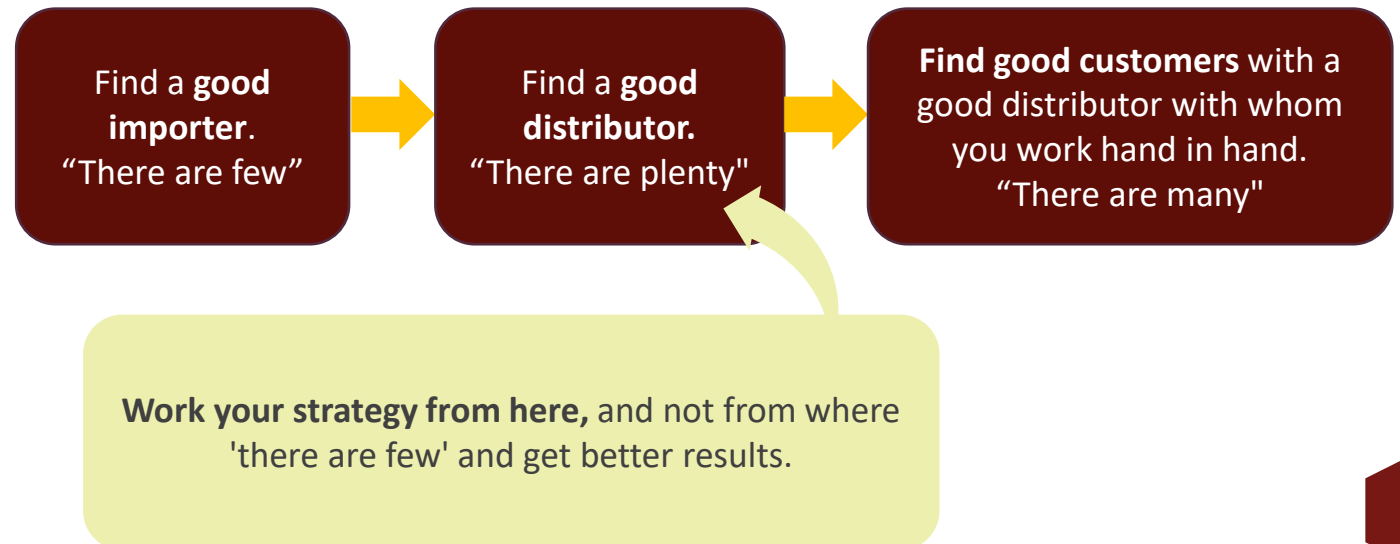 Find a good
importer.
“There are few”
Find a good
distributor.
“There are plenty"
Find good customers with a
good distributor with whom
you work hand in hand.
“There are many"
Work your strategy from here, and not from where
'there are few' and get better results.